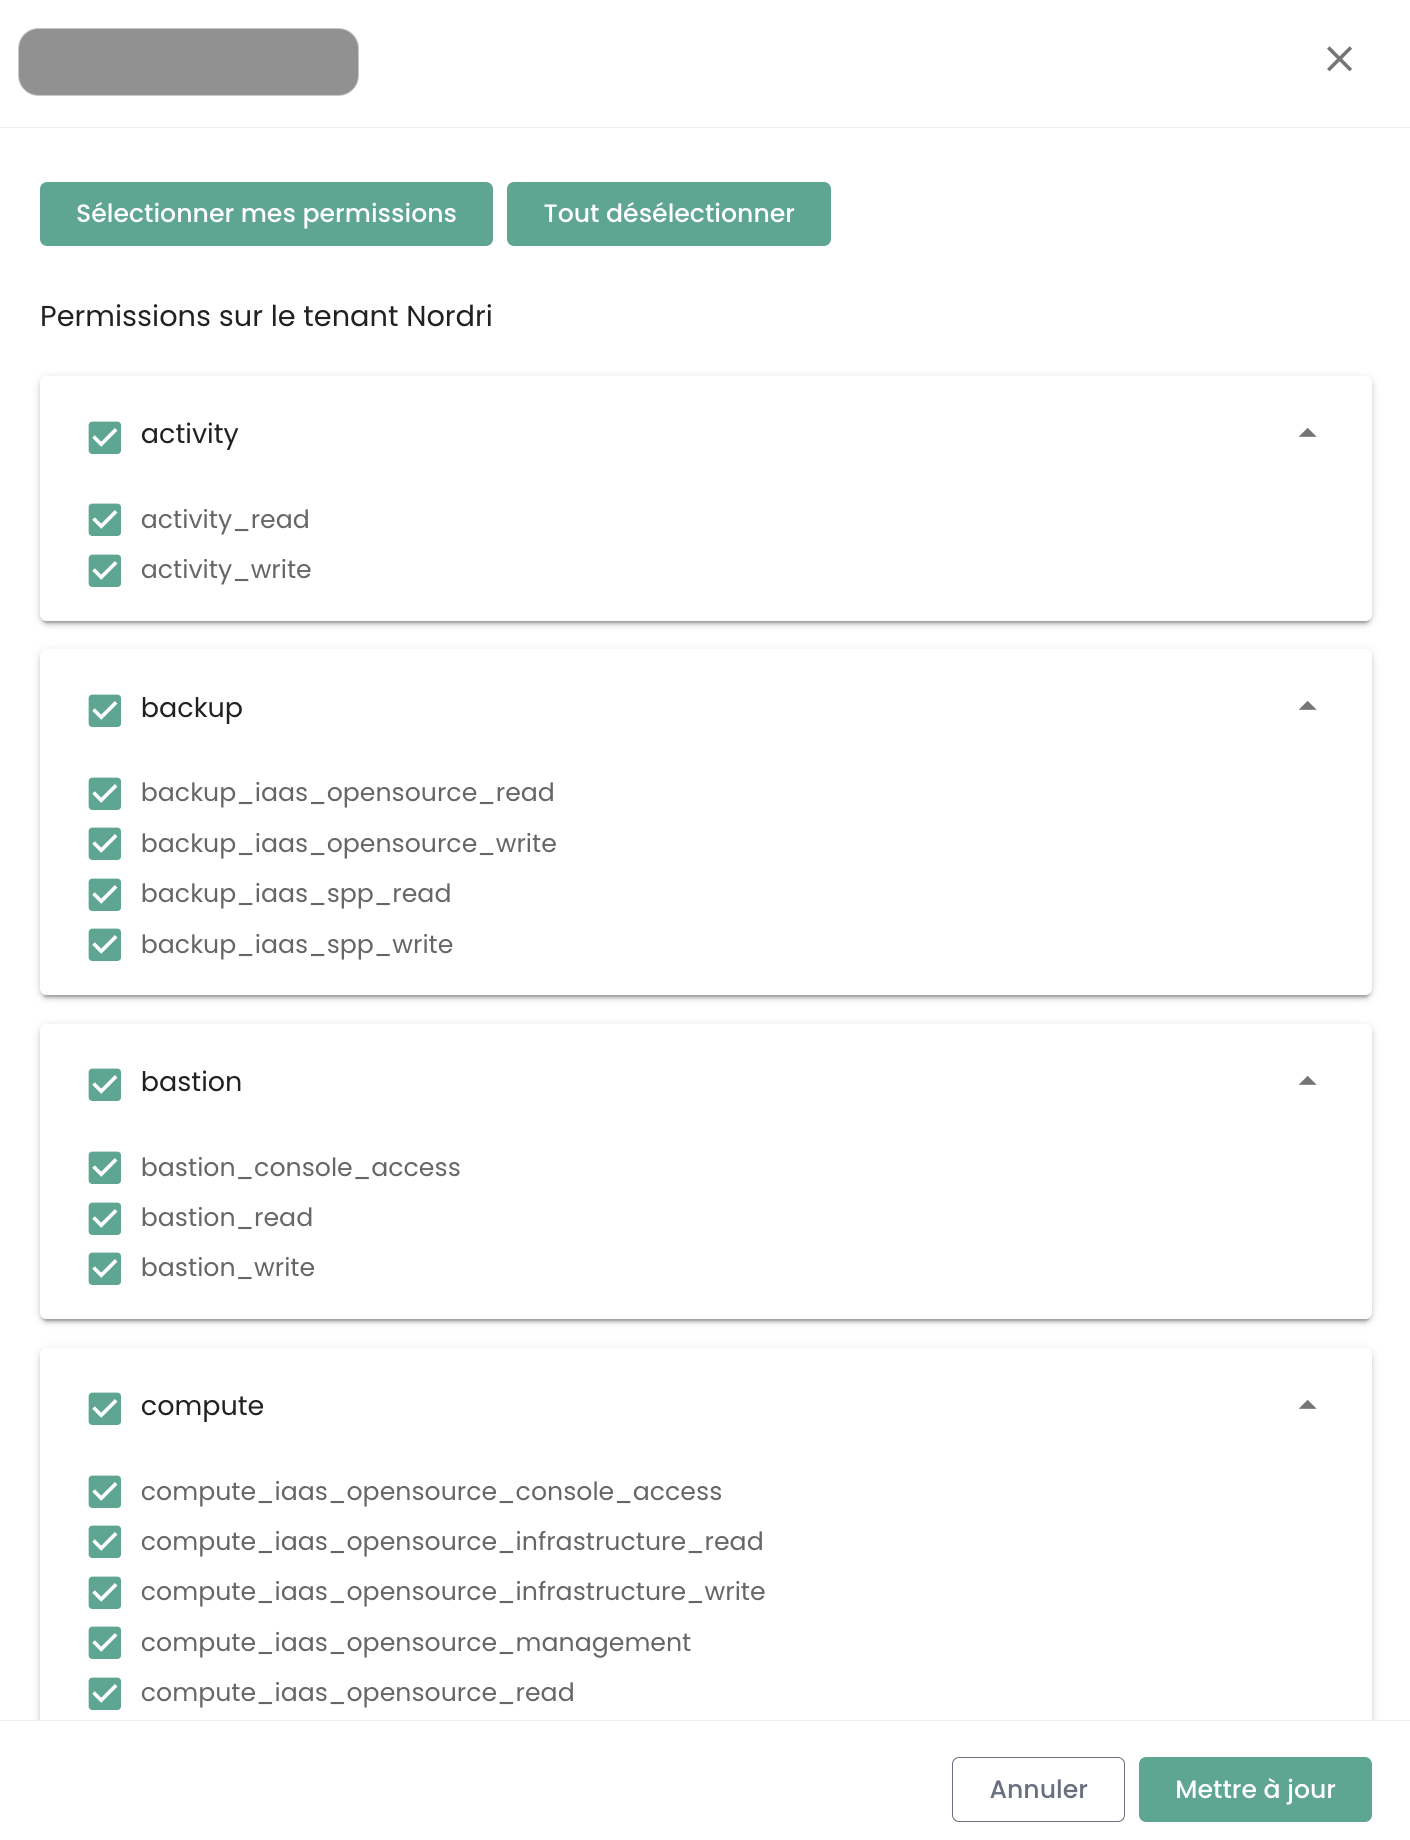 Sélectionner mes permissions Tout désélectionner
Permissions sur le tenant Nordri
activity
activity_read
activity_write
backup
backup_iaas_opensource_read
backup_iaas_opensource_write
backup_iaas_spp_read
backup_iaas_spp_write
bastion
bastion_console_access
bastion_read
bastion_write
compute
compute_iaas_opensource_console_access
compute_iaas_opensource_infrastructure_read
compute_iaas_opensource_infrastructure_write
compute_iaas_opensource_management
compute_iaas_opensource_read
Annuler Mettre à jour